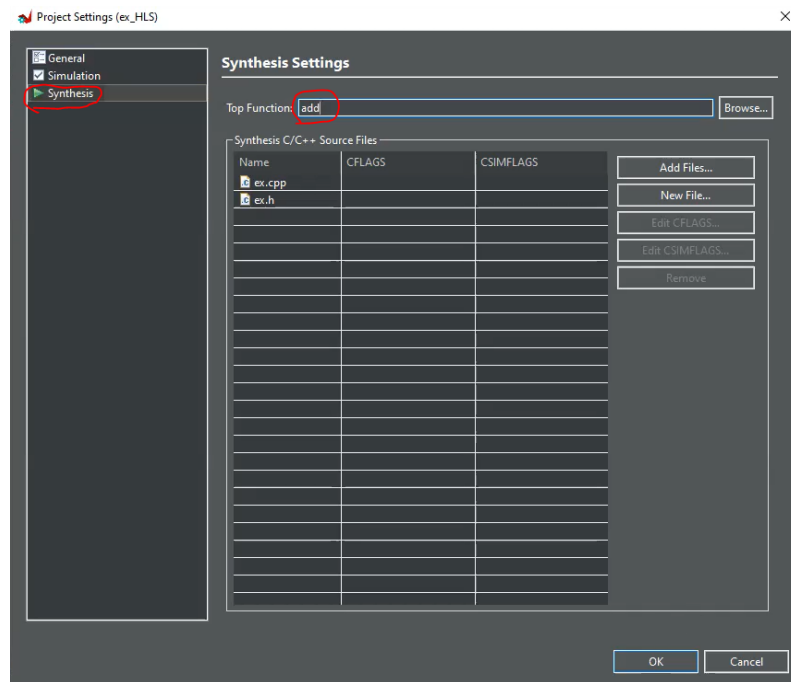 Project Settings (ex_HLS)
General
Simulation
Synthesis
Synthesis Settings
Top Function: add Browse...
Synthesis C/C++ Source Files
Name CFLAGS CSIMFLAGS
ex.cpp
ex.h
Add Files...
New File...
Edit CFLAGS...
Edit CSIMFLAGS...
Remove
OK Cancel